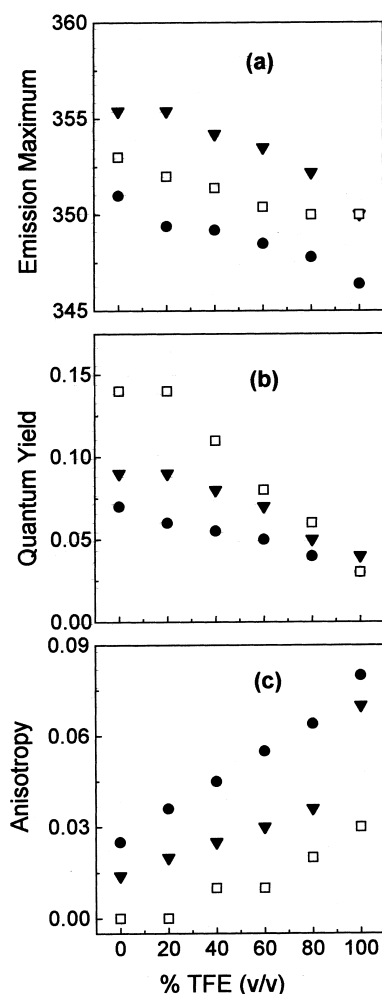 360
(a)
355
350
345
Emission Maximum
(b)
0.15
0.10
0.05
0.00
Quantum Yield
0.09
(c)
0.06
0.03
0.00
Anisotropy
0 20 40 60 80 100
% TFE (v/v)